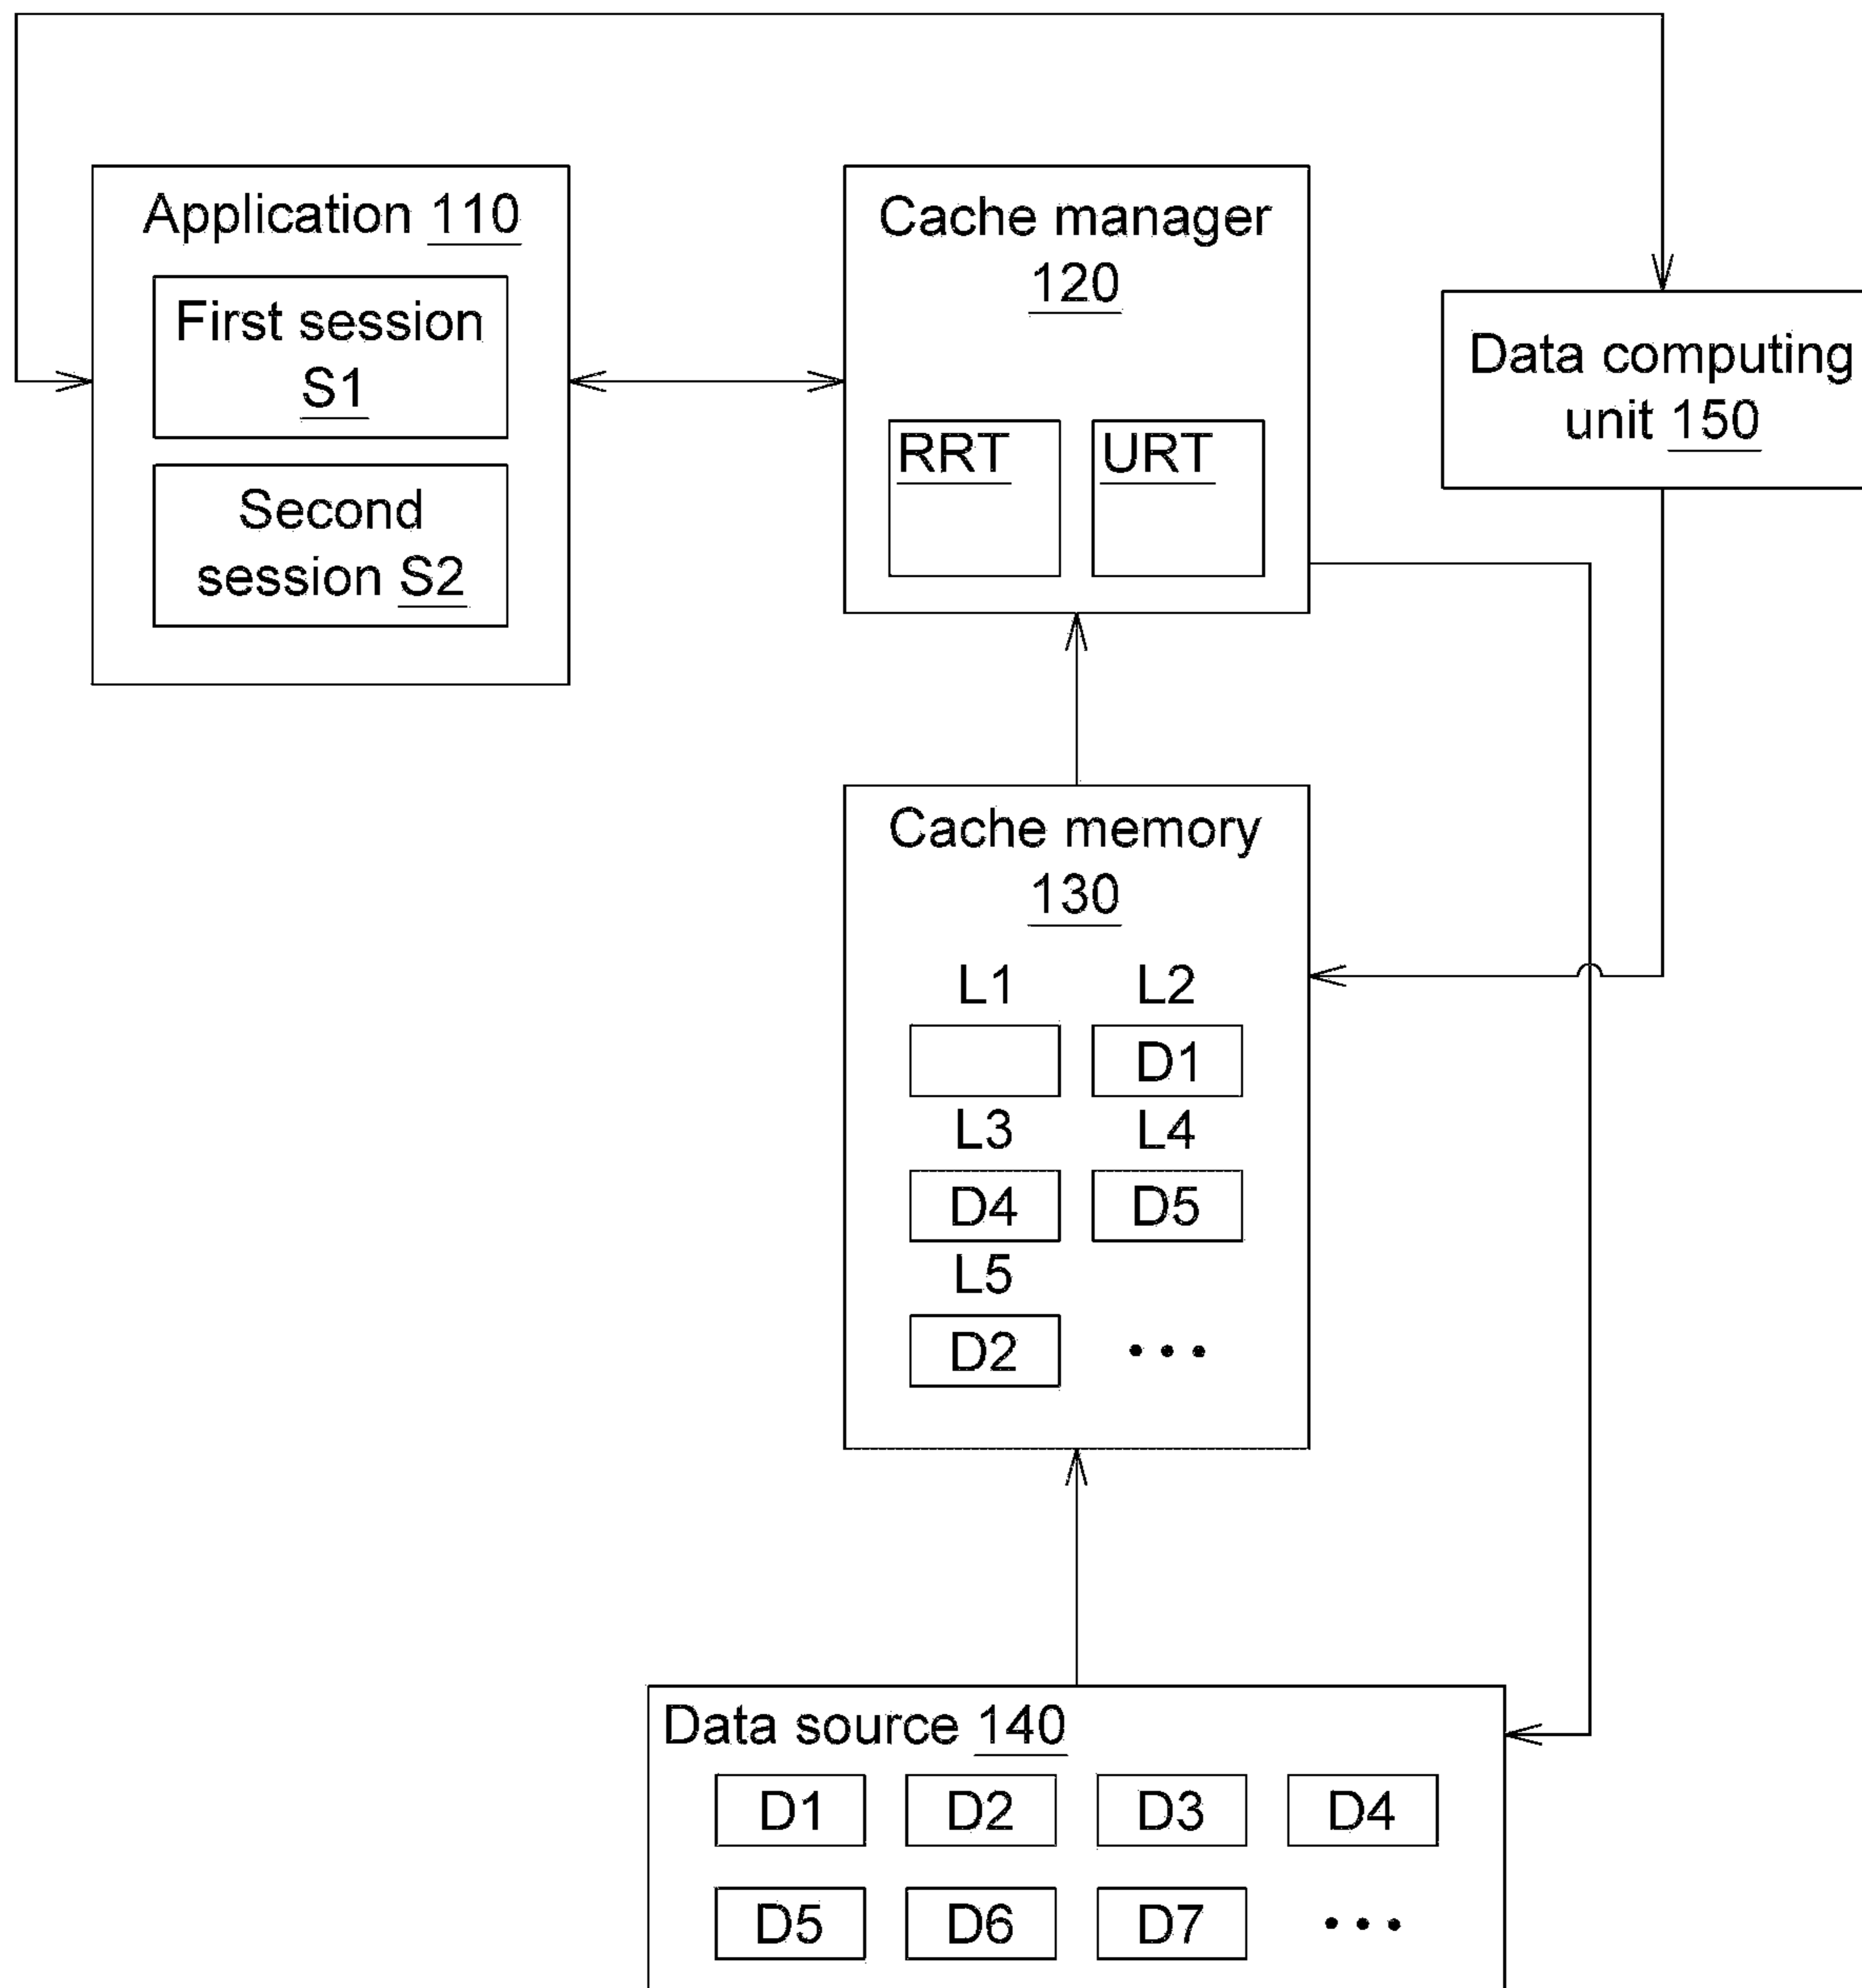 Application 110
First session
S1
Second
session S2
Cache manager
120
RRT URT
Data computing
unit 150
Cache memory
130
L1 L2
D1
L3 L4
D4 D5
L5
D2 •••
Data source 140
D1 D2 D3 D4
D5 D6 D7 •••